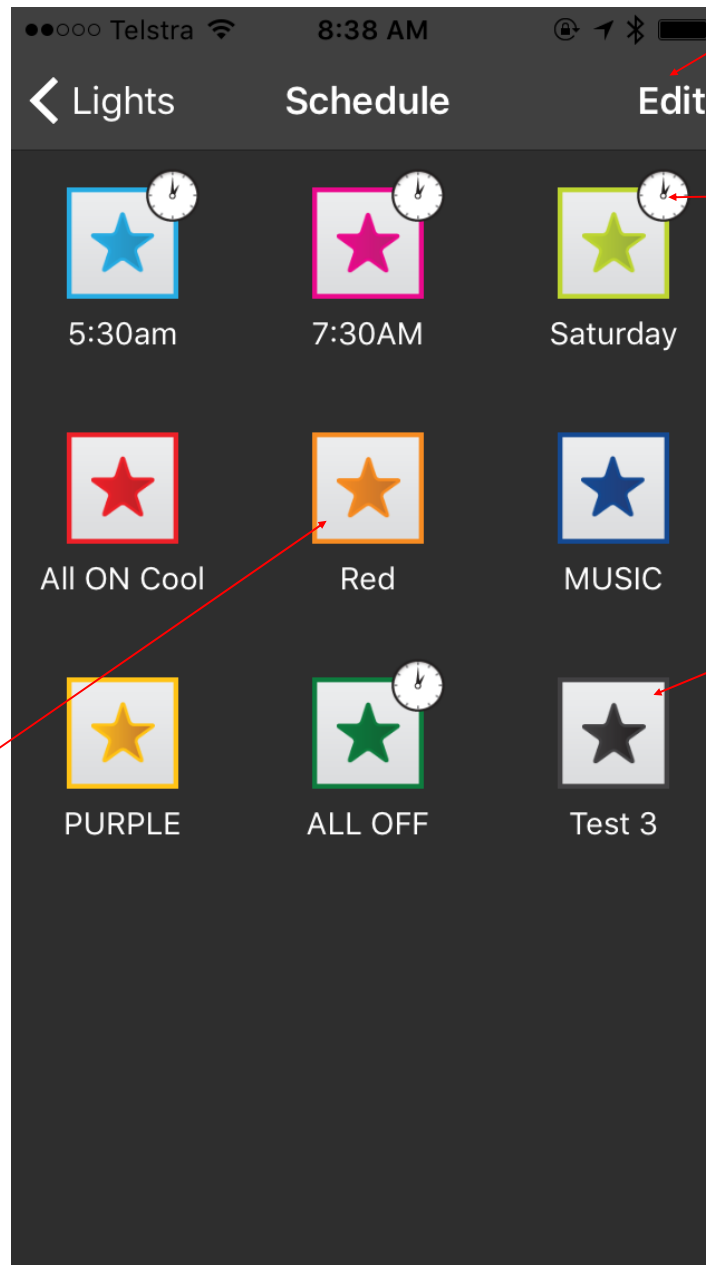 Telstra 8:38 AM
Lights Schedule Edit
5:30am 7:30AM Saturday
All ON Cool Red MUSIC
PURPLE ALL OFF Test 3